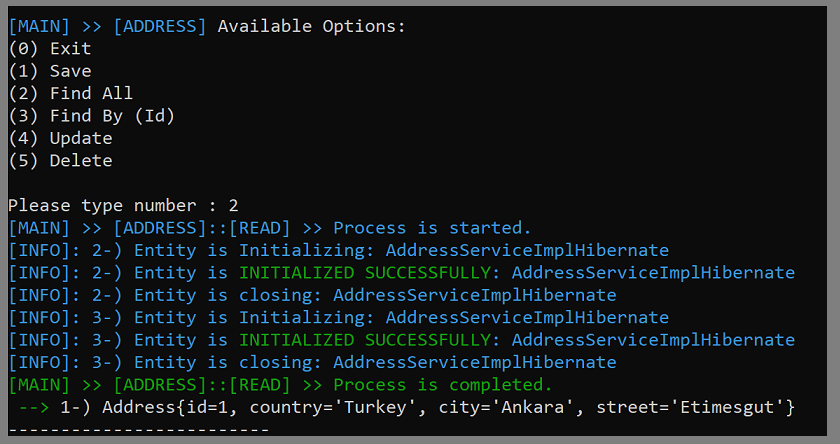 [MAIN] >> [ADDRESS] Available Options:
(0) Exit
(1) Save
(2) Find All
(3) Find By (Id)
(4) Update
(5) Delete
Please type number : 2
[MAIN] >> [ADDRESS]::[READ] >> Process is started.
[INFO]: 2-) Entity is Initializing: AddressServiceImplHibernate
[INFO]: 2-) Entity is INITIALIZED SUCCESSFULLY: AddressServiceImplHibernate
[INFO]: 2-) Entity is closing: AddressServiceImplHibernate
[INFO]: 3-) Entity is Initializing: AddressServiceImplHibernate
[INFO]: 3-) Entity is INITIALIZED SUCCESSFULLY: AddressServiceImplHibernate
[INFO]: 3-) Entity is closing: AddressServiceImplHibernate
[MAIN] >> [ADDRESS]::[READ] >> Process is completed.
 --> 1-) Address{id=1, country='Turkey', city='Ankara', street='Etimesgut'}
-------------------------